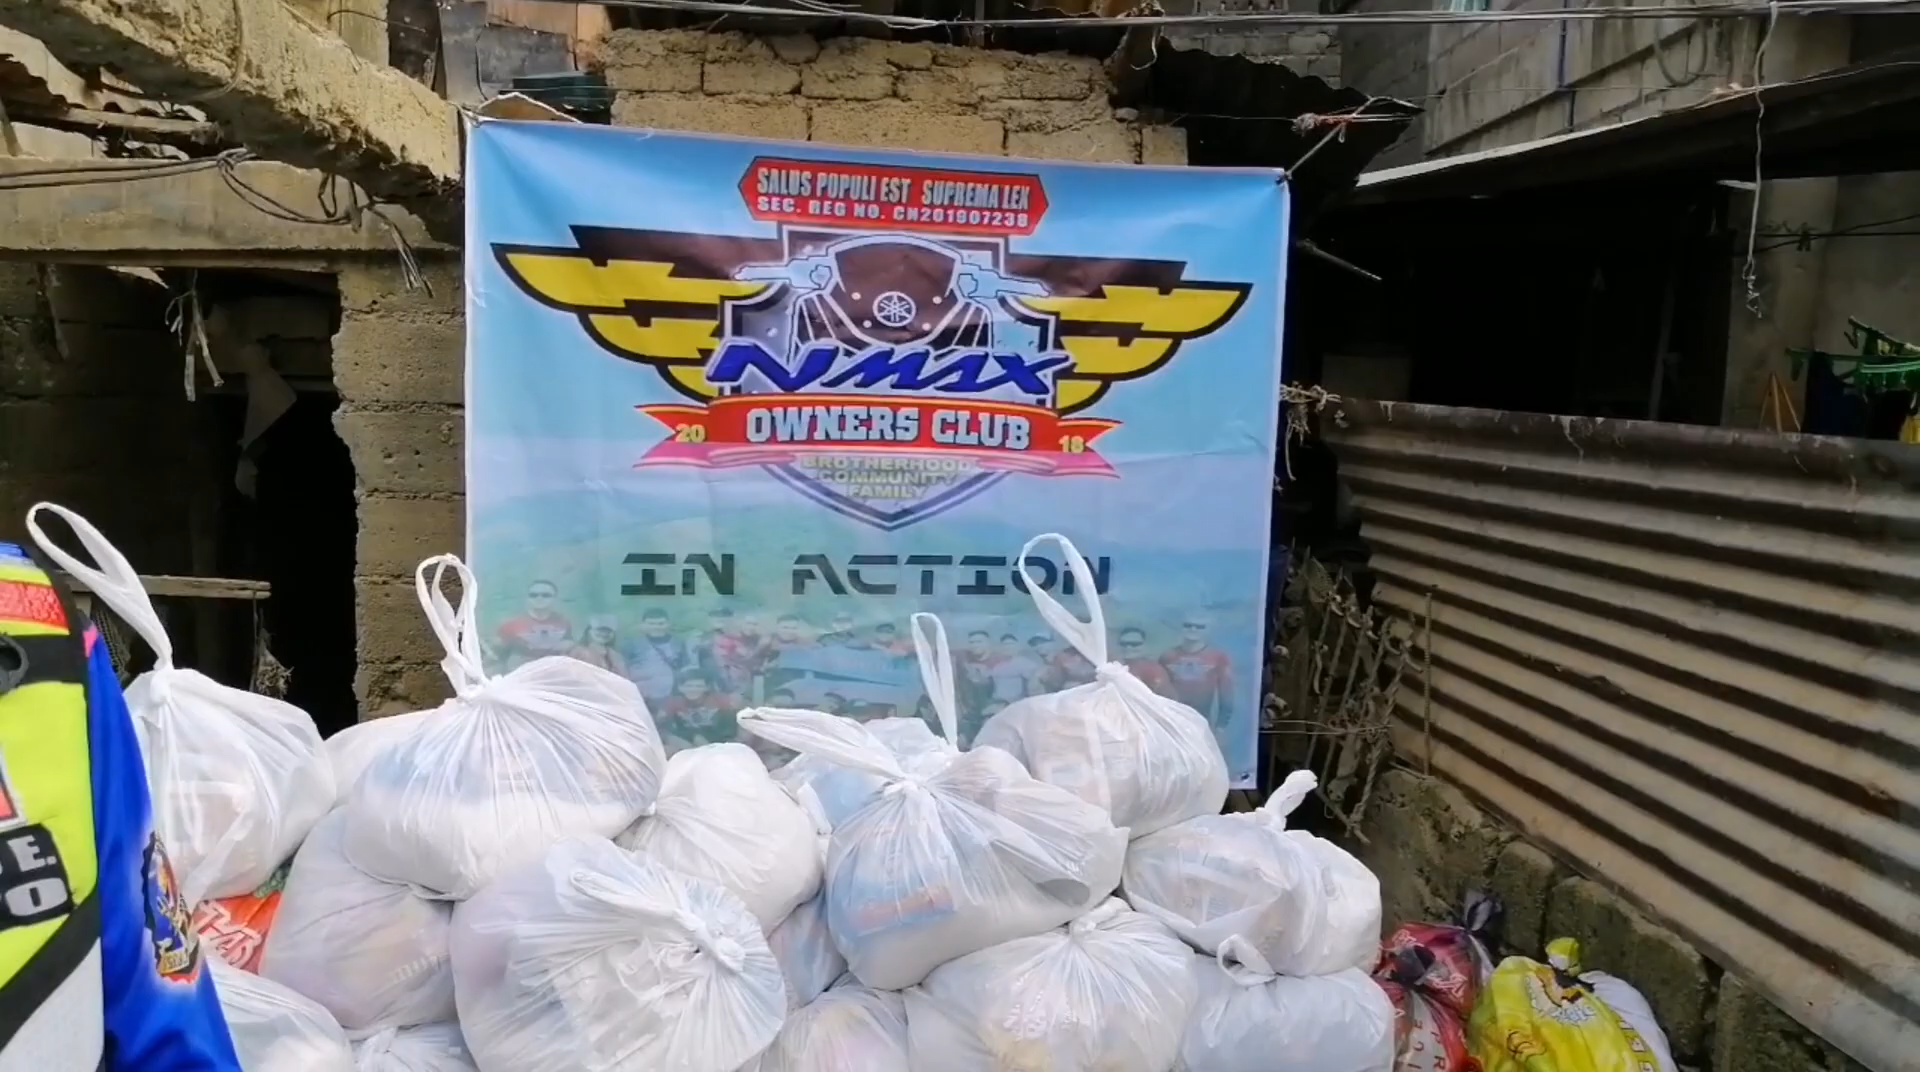 SALUS POPULI EST SUPREMA LEX
SEC. REG NO. CN201907238
NMAX
20 OWNERS CLUB 18
BROTHERHOOD
COMMUNITY
FAMILY
IN ACTION
E.